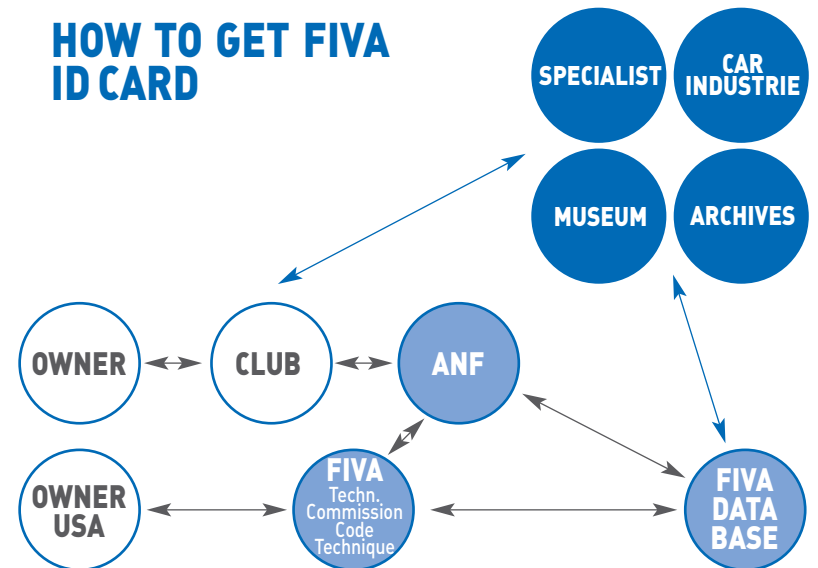 HOW TO GET FIVA
ID CARD
SPECIALIST
CAR
INDUSTRIE
MUSEUM
ARCHIVES
OWNER
CLUB
ANF
OWNER
USA
FIVA
Techn.
Commission
Code
Technique
FIVA
DATA
BASE